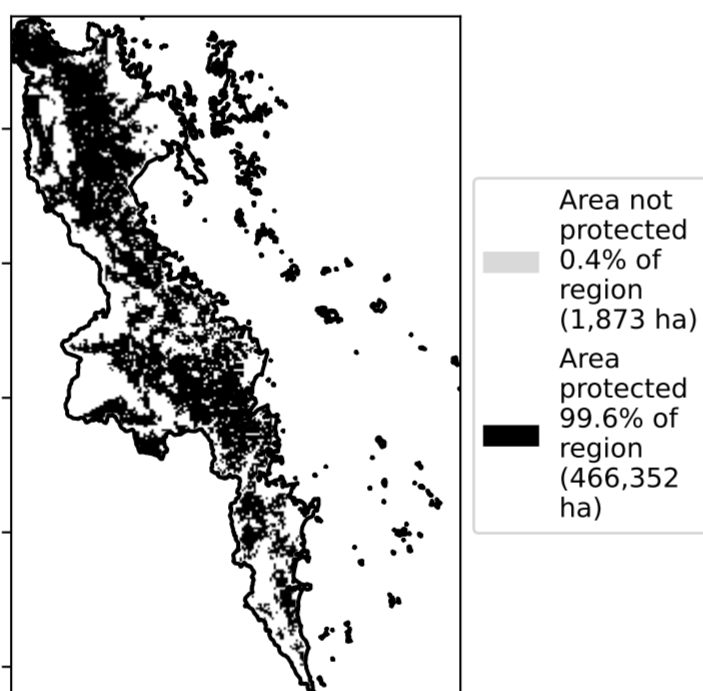 Area not
protected
0.4% of
region
(1,873 ha)
Area
protected
99.6% of
region
(466,352
ha)